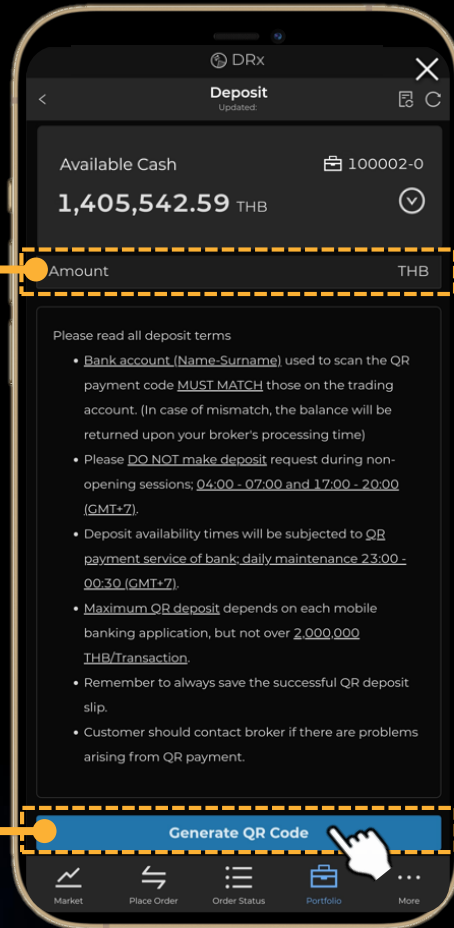 DRx
Deposit
Updated:
Available Cash
100002-0
1,405,542.59 THB
Amount THB
Please read all deposit terms
• Bank account (Name-Surname) used to scan the QR
payment code MUST MATCH those on the trading
account. (In case of mismatch, the balance will be
returned upon your broker's processing time)
• Please DO NOT make deposit request during non-
opening sessions; 04:00 - 07:00 and 17:00 - 20:00
(GMT+7).
• Deposit availability times will be subjected to QR
payment service of bank; daily maintenance 23:00 -
00:30 (GMT+7).
• Maximum QR deposit depends on each mobile
banking application, but not over 2,000,000
THB/Transaction.
• Remember to always save the successful QR deposit
slip.
• Customer should contact broker if there are problems
arising from QR payment.
Generate QR Code
Market Place Order Order Status Portfolio More